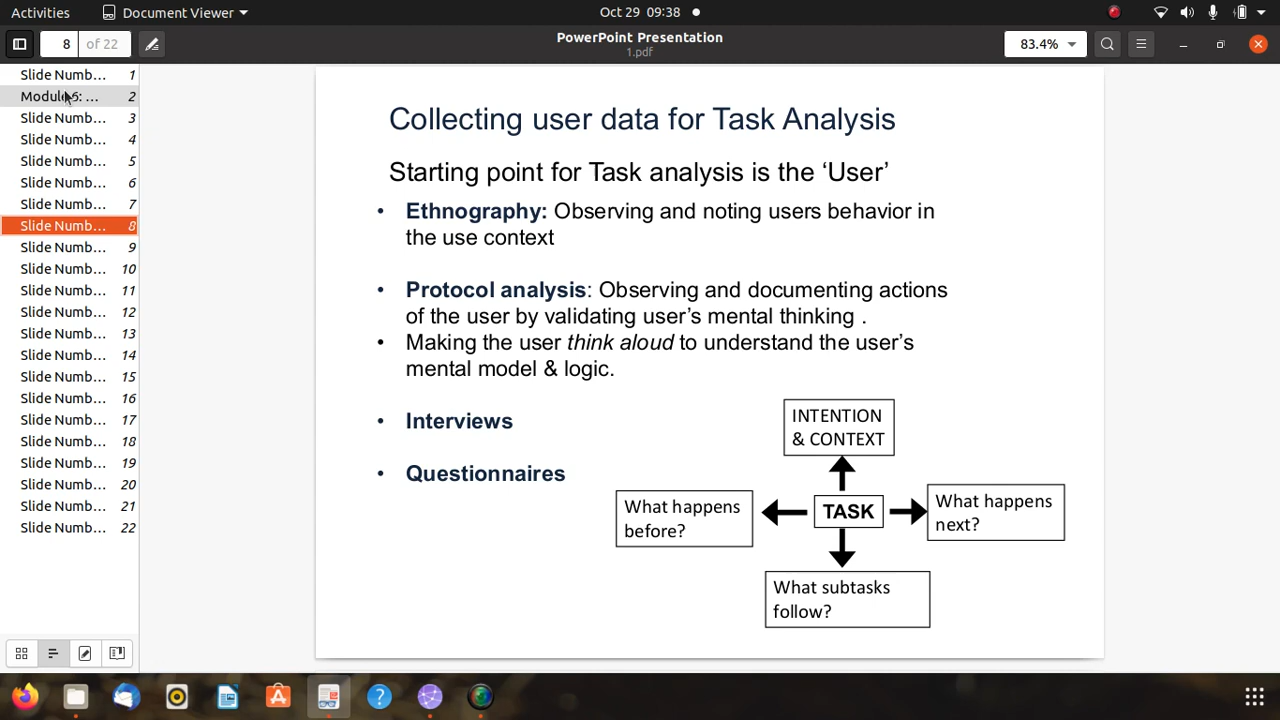 Activities
Document Viewer
Oct 29 09:38
8 of 22
PowerPoint Presentation
1.pdf
83.4%
Slide Numb... 1
Module 5: ... 2
Slide Numb... 3
Slide Numb... 4
Slide Numb... 5
Slide Numb... 6
Slide Numb... 7
Slide Numb... 8
Slide Numb... 9
Slide Numb... 10
Slide Numb... 11
Slide Numb... 12
Slide Numb... 13
Slide Numb... 14
Slide Numb... 15
Slide Numb... 16
Slide Numb... 17
Slide Numb... 18
Slide Numb... 19
Slide Numb... 20
Slide Numb... 21
Slide Numb... 22
Collecting user data for Task Analysis
Starting point for Task analysis is the ‘User’
• Ethnography: Observing and noting users behavior in
the use context
• Protocol analysis: Observing and documenting actions
of the user by validating user’s mental thinking .
• Making the user think aloud to understand the user’s
mental model & logic.
• Interviews
• Questionnaires
INTENTION
& CONTEXT
What happens
before?
TASK
What happens
next?
What subtasks
follow?